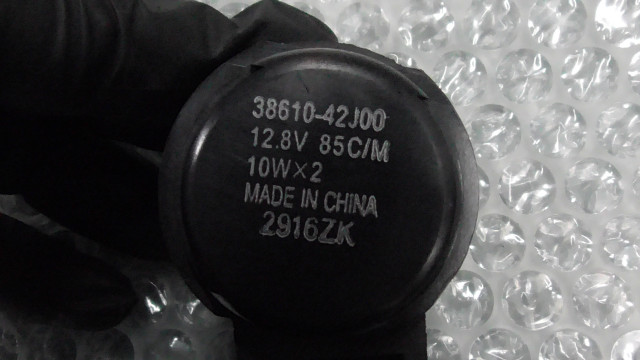 38610-42J00
12.8V 85C/M
10W×2
MADE IN CHINA
2916ZK